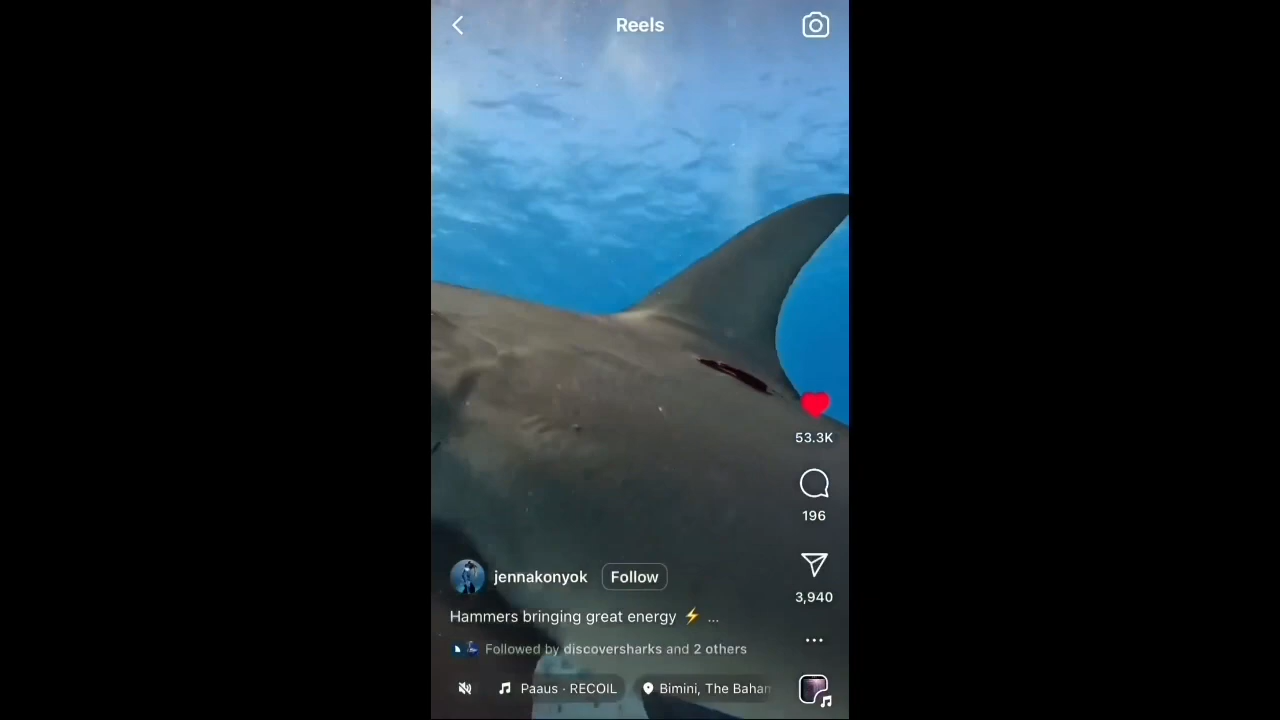 Reels
53.3K
196
3,940
jennakonyok Follow
Hammers bringing great energy ⚡ ...
Followed by discoversharks and 2 others
Paaus · RECOIL Bimini, The Baham